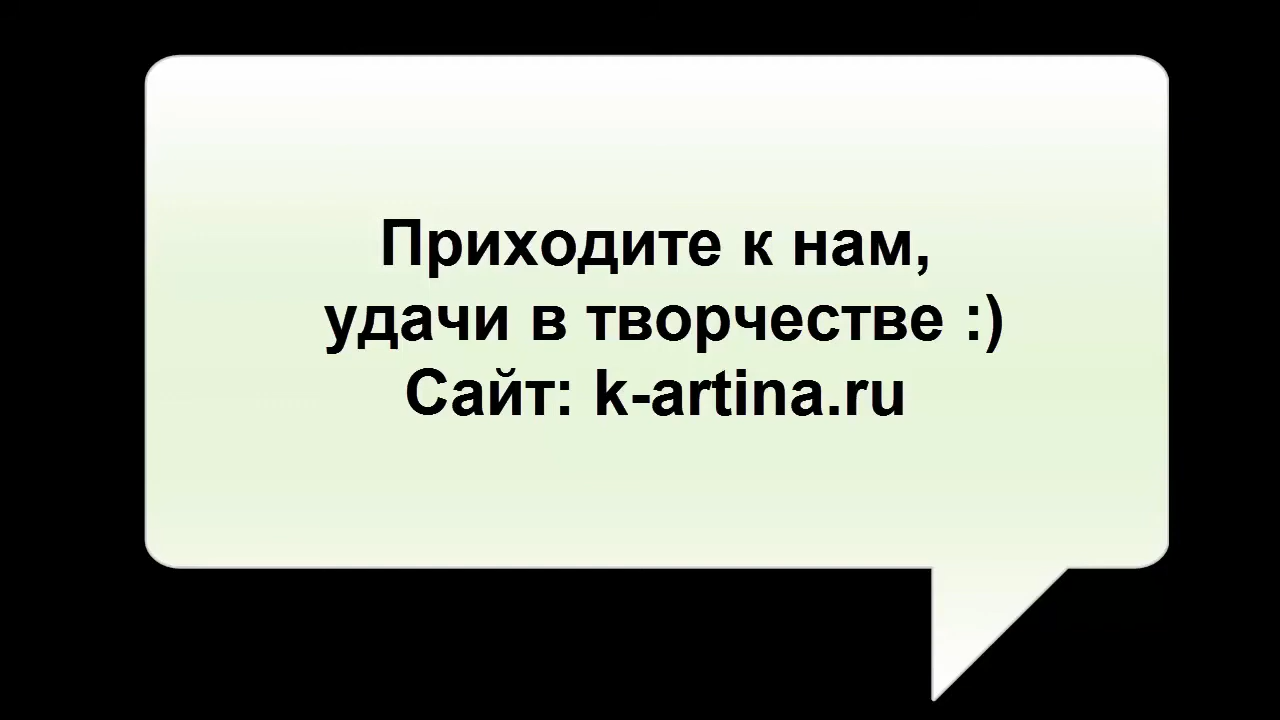 Приходите к нам,
удачи в творчестве :)
Сайт: k-artina.ru